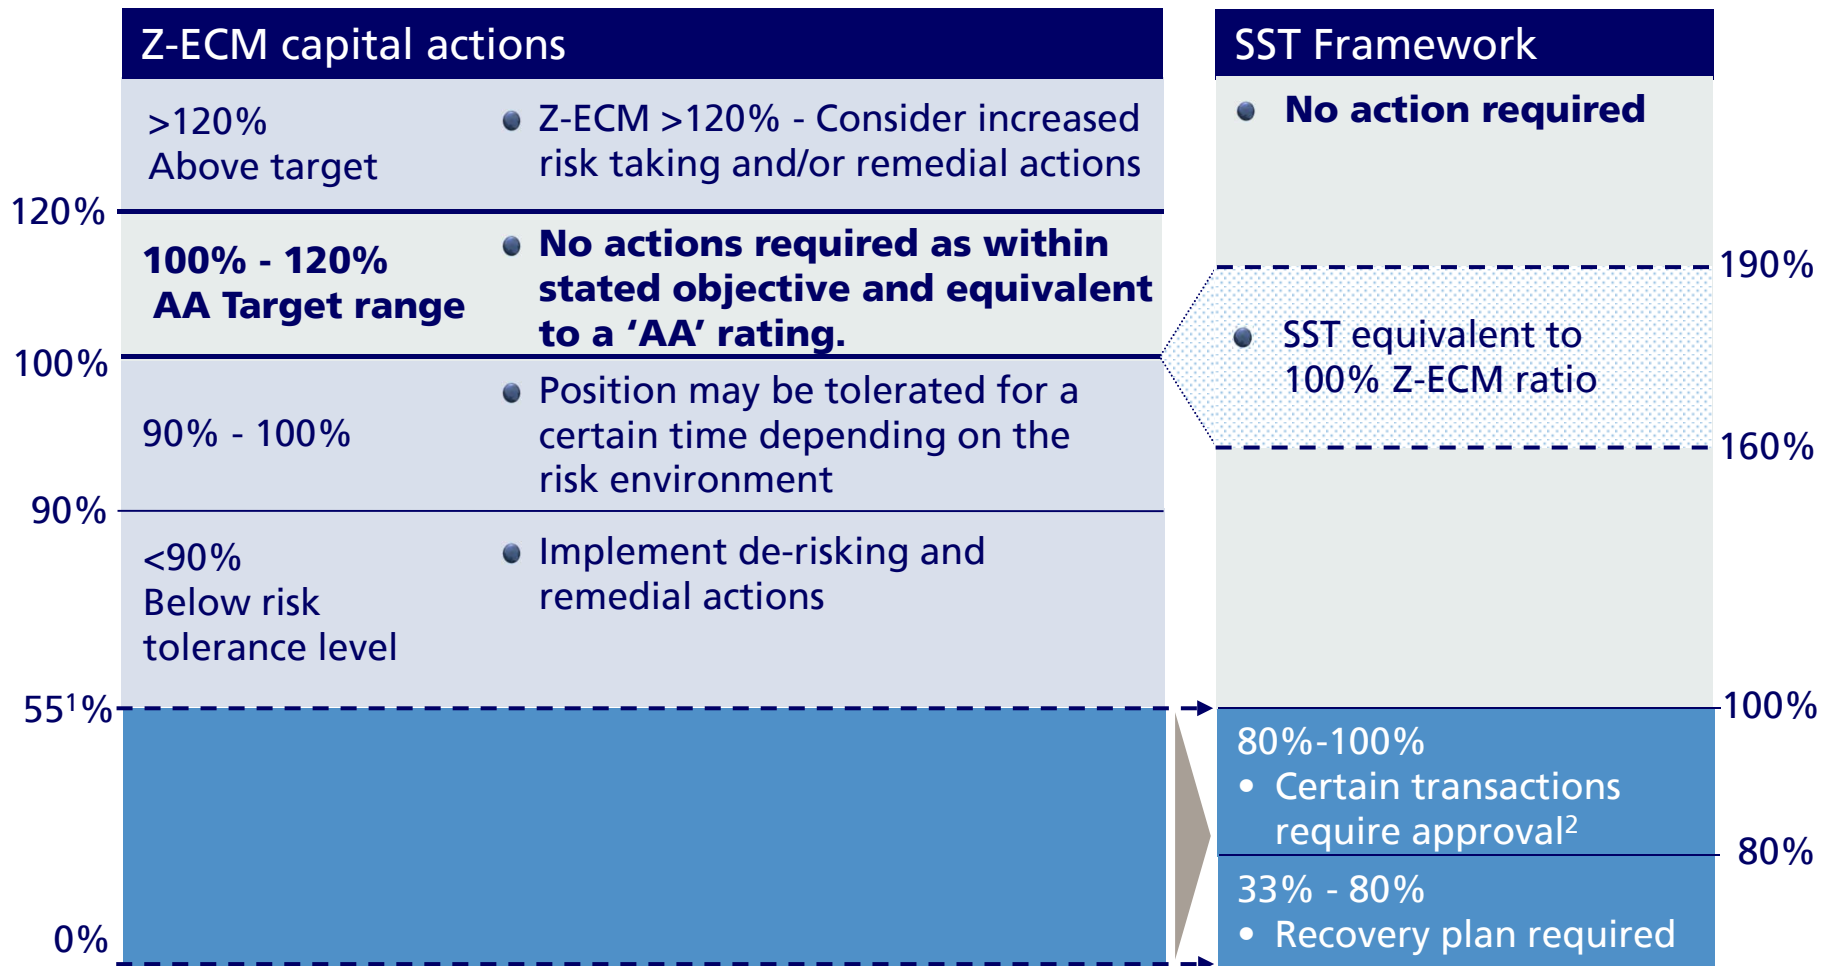 Z-ECM capital actions
SST Framework
>120%
Above target
• Z-ECM >120% - Consider increased
risk taking and/or remedial actions
• No action required
120%
100% - 120%
AA Target range
• No actions required as within
stated objective and equivalent
to a ‘AA’ rating.
190%
• SST equivalent to
100% Z-ECM ratio
100%
90% - 100%
• Position may be tolerated for a
certain time depending on the
risk environment
160%
90%
<90%
Below risk
tolerance level
• Implement de-risking and
remedial actions
55¹%
100%
80%-100%
• Certain transactions
require approval²
80%
33% - 80%
• Recovery plan required
0%